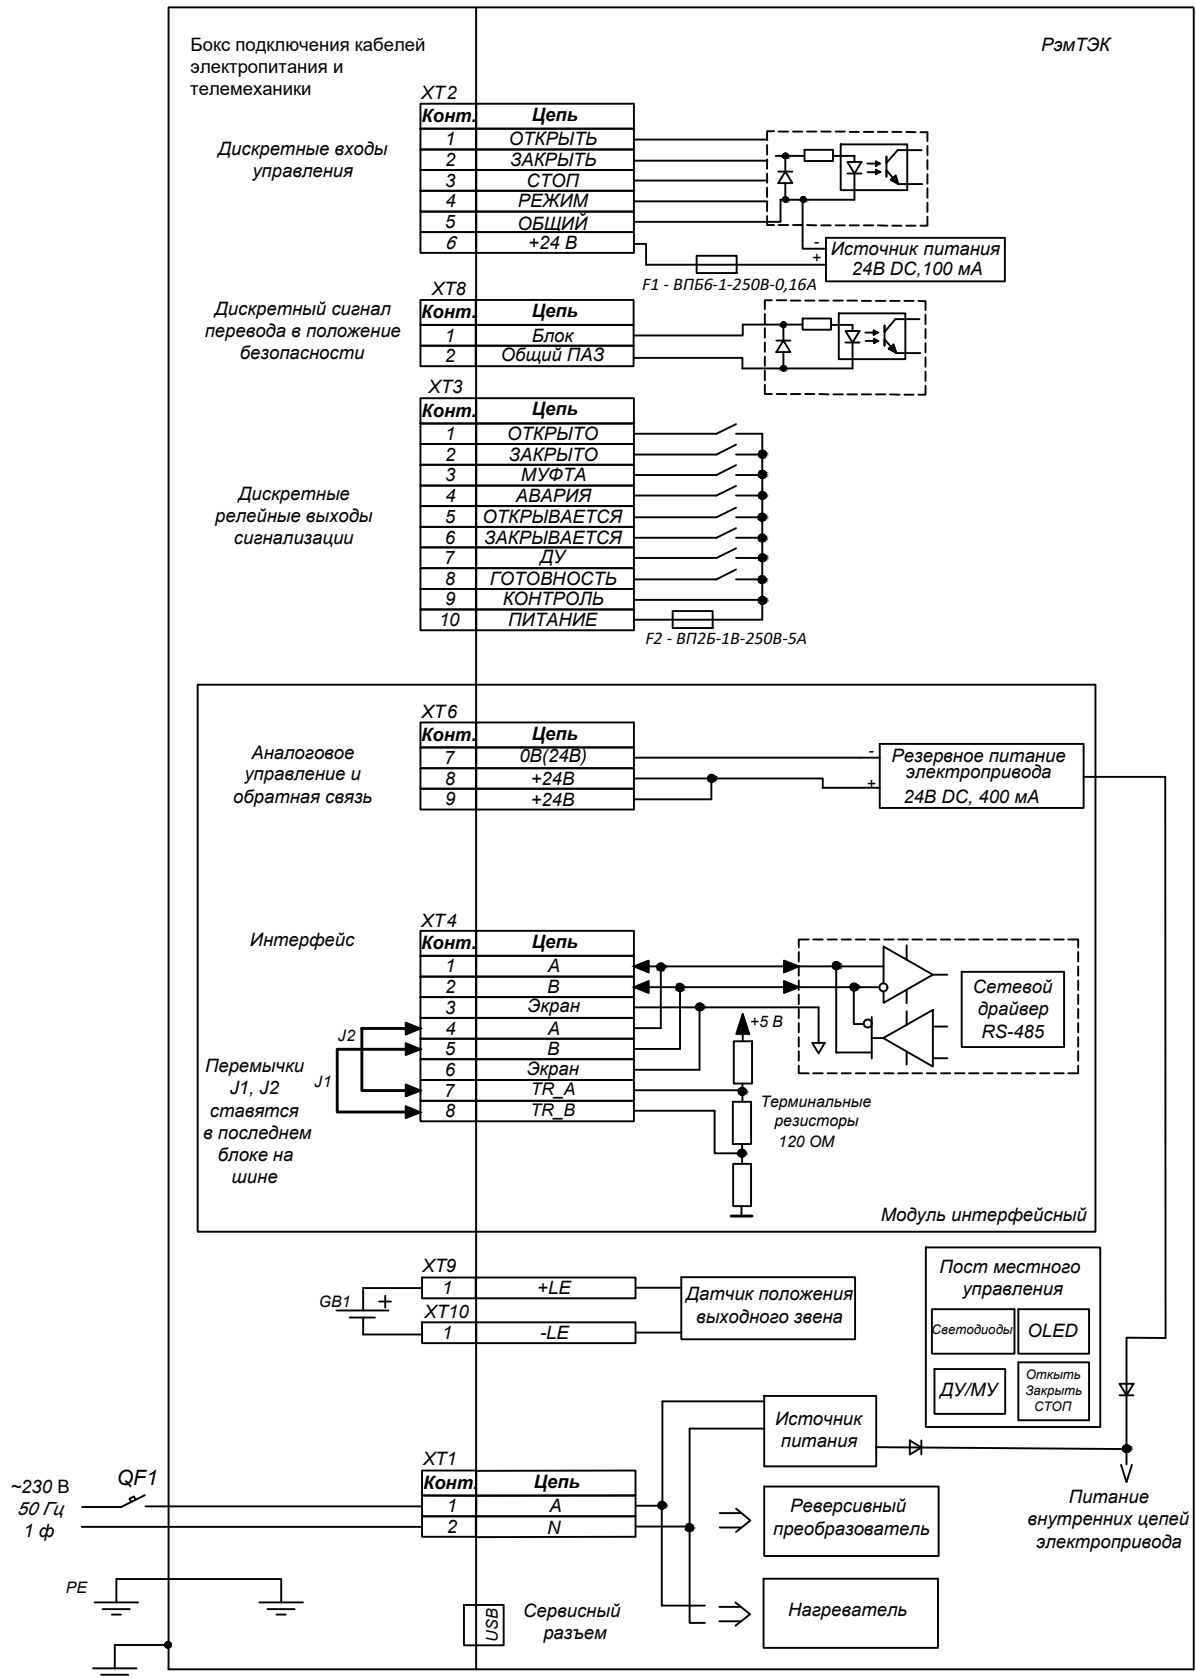 Бокс подключения кабелей
электропитания и
телемеханики
РэмТЭК
XT2
Конт. Цепь
Дискретные входы
управления
1 ОТКРЫТЬ
2 ЗАКРЫТЬ
3 СТОП
4 РЕЖИМ
5 ОБЩИЙ
6 +24 В
-
+
Источник питания
24В DC,100 мА
F1 - ВПБ6-1-250В-0,16А
XT8
Дискретный сигнал
перевода в положение
безопасности
Конт. Цепь
1 Блок
2 Общий ПАЗ
XT3
Конт. Цепь
1 ОТКРЫТО
2 ЗАКРЫТО
3 МУФТА
4 АВАРИЯ
5 ОТКРЫВАЕТСЯ
6 ЗАКРЫВАЕТСЯ
7 ДУ
8 ГОТОВНОСТЬ
9 КОНТРОЛЬ
10 ПИТАНИЕ
Дискретные
релейные выходы
сигнализации
F2 - ВП2Б-1В-250В-5А
XT6
Конт. Цепь
7 0В(24В)
8 +24В
9 +24В
Аналоговое
управление и
обратная связь
-
+
Резервное питание
электропривода
24В DC, 400 мА
XT4
Интерфейс
Конт. Цепь
1 A
2 B
3 Экран
4 A
5 B
6 Экран
7 TR_A
8 TR_B
J2
J1
Перемычки
J1, J2
ставятся
в последнем
блоке на
шине
+5 В
Терминальные
резисторы
120 ОМ
Сетевой
драйвер
RS-485
Модуль интерфейсный
XT9
1 +LE
GB1
+
XT10
1 -LE
Датчик положения
выходного звена
Пост местного
управления
Светодиоды
OLED
ДУ/МУ
Откыть
Закрыть
СТОП
Источник
питания
XT1
Конт. Цепь
1 A
2 N
~230 В
50 Гц
1 ф
QF1
Реверсивный
преобразователь
Питание
внутренних цепей
электропривода
PE
USB
Сервисный
разъем
Нагреватель